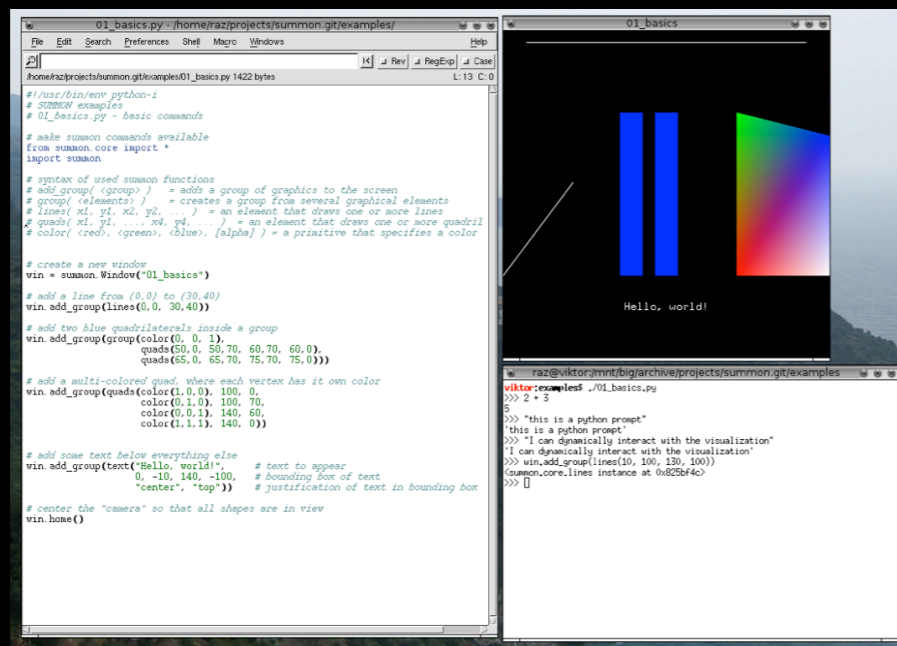 01_basics.py - /home/raz/projects/summon.git/examples/
File Edit Search Preferences Shell Macro Windows Help
Rev RegExp Case
/home/raz/projects/summon.git/examples/01_basics.py 1422 bytes L: 13 C: 0
#!/usr/bin/env python-i
# SUMMON examples
# 01_basics.py - basic commands
# make summon commands available
from summon.core import *
import summon
# syntax of used summon functions
# add_group( <group> ) = adds a group of graphics to the screen
# group( <elements> ) = creates a group from several graphical elements
# lines( x1, y1, x2, y2, ... ) = an element that draws one or more lines
# quads( x1, y1, ..., x4, y4, ... ) = an element that draws one or more quadril
# color( <red>, <green>, <blue>, [alpha] ) = a primitive that specifies a color
# create a new window
win = summon.Window("01_basics")
# add a line from (0,0) to (30,40)
win.add_group(lines(0,0, 30,40))
# add two blue quadrilaterals inside a group
win.add_group(group(color(0, 0, 1),
quads(50,0, 50,70, 60,70, 60,0),
quads(65,0, 65,70, 75,70, 75,0)))
# add a multi-colored quad, where each vertex has it own color
win.add_group(quads(color(1,0,0), 100, 0,
color(0,1,0), 100, 70,
color(0,0,1), 140, 60,
color(1,1,1), 140, 0))
# add some text below everything else
win.add_group(text("Hello, world!", # text to appear
0, -10, 140, -100, # bounding box of text
"center", "top")) # justification of text in bounding box
# center the "camera" so that all shapes are in view
win.home()
01_basics
Hello, world!
raz@viktor:/mnt/big/archive/projects/summon.git/examples
viktor:examples$ ./01_basics.py
>>> 2 + 3
5
>>> "this is a python prompt"
'this is a python prompt'
>>> "I can dynamically interact with the visualization"
'I can dynamically interact with the visualization'
>>> win.add_group(lines(10, 100, 130, 100))
<summon.core.lines instance at 0x825bf4c>
>>>